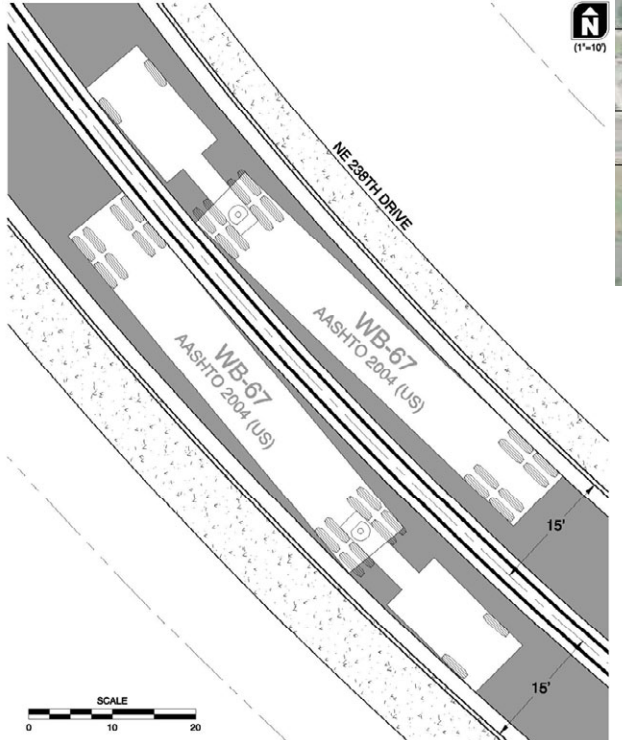 N
(1"=10')
NE 238TH DRIVE
WB-67
AASHTO 2004 (US)
WB-67
AASHTO 2004 (US)
15'
15'
SCALE
0 10 20